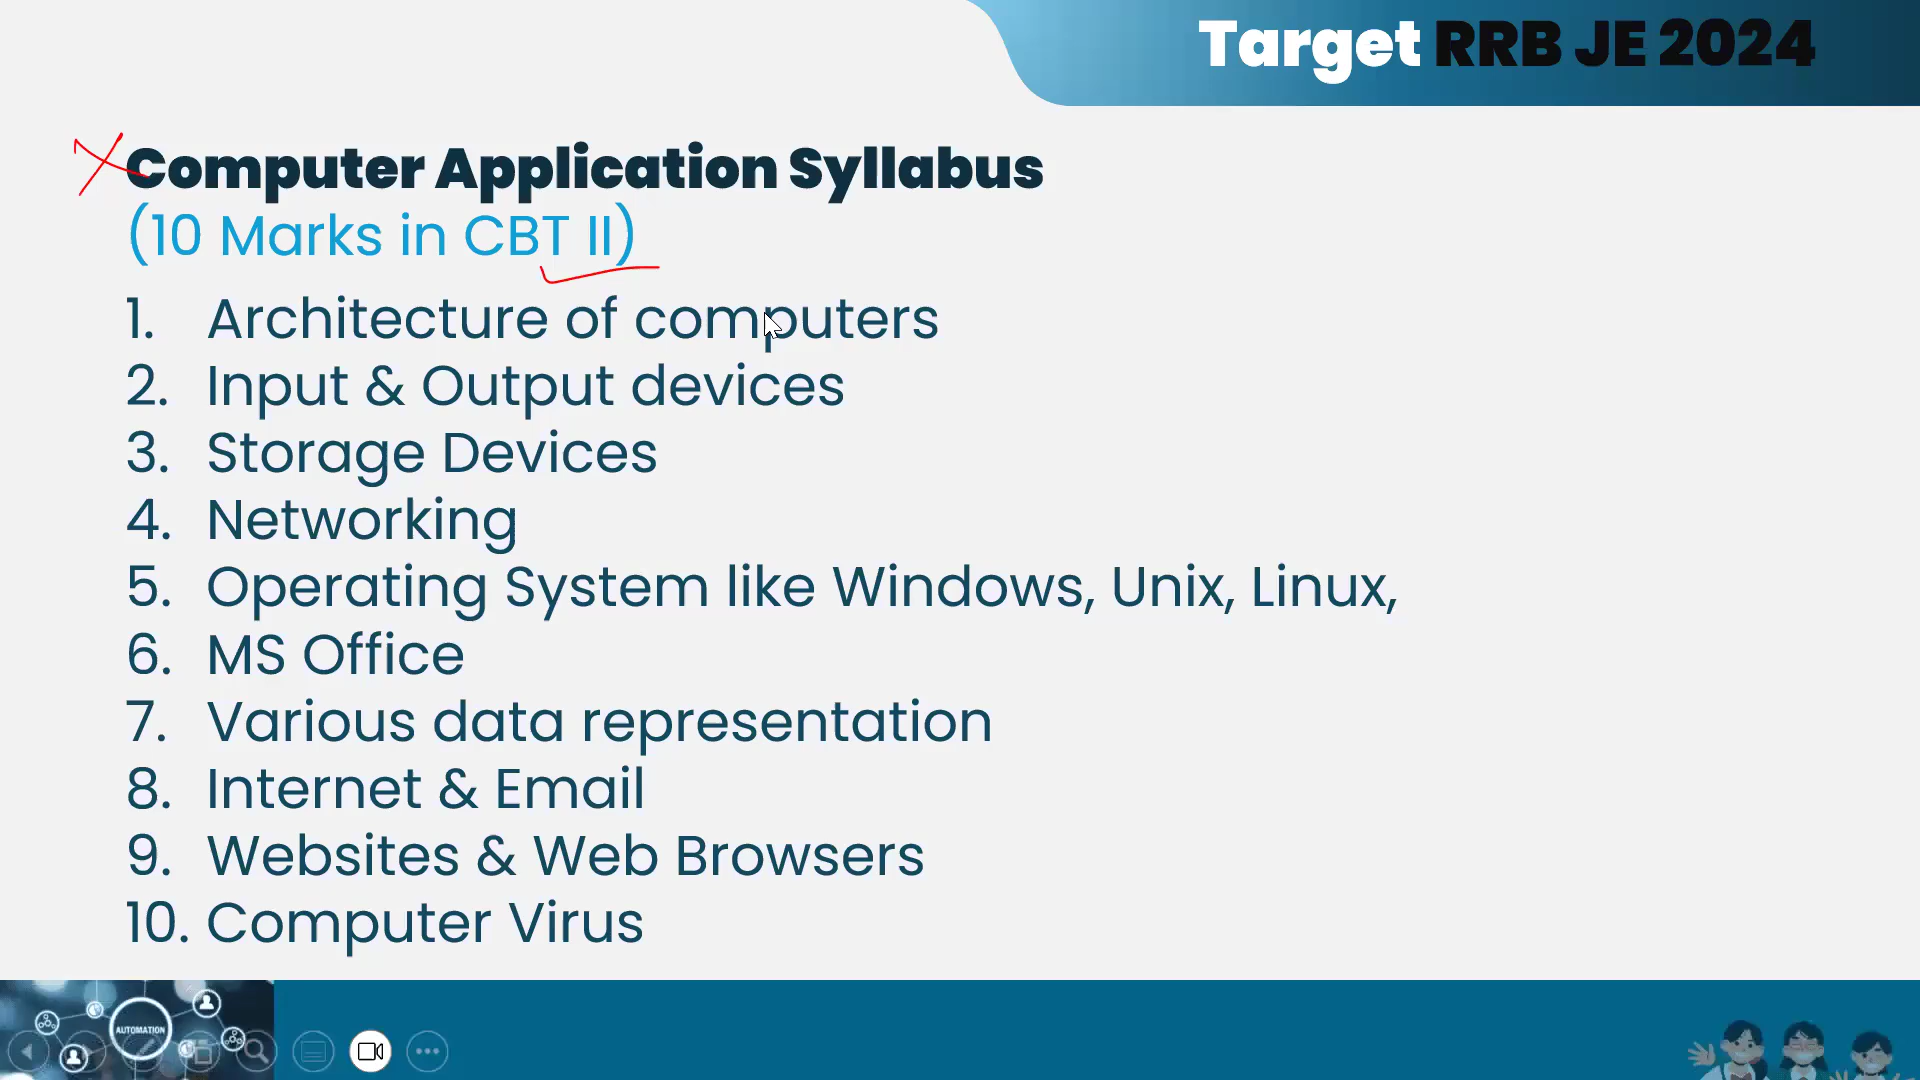 Target RRB JE 2024
Computer Application Syllabus
(10 Marks in CBT II)
1. Architecture of computers
2. Input & Output devices
3. Storage Devices
4. Networking
5. Operating System like Windows, Unix, Linux,
6. MS Office
7. Various data representation
8. Internet & Email
9. Websites & Web Browsers
10. Computer Virus
AUTOMATION